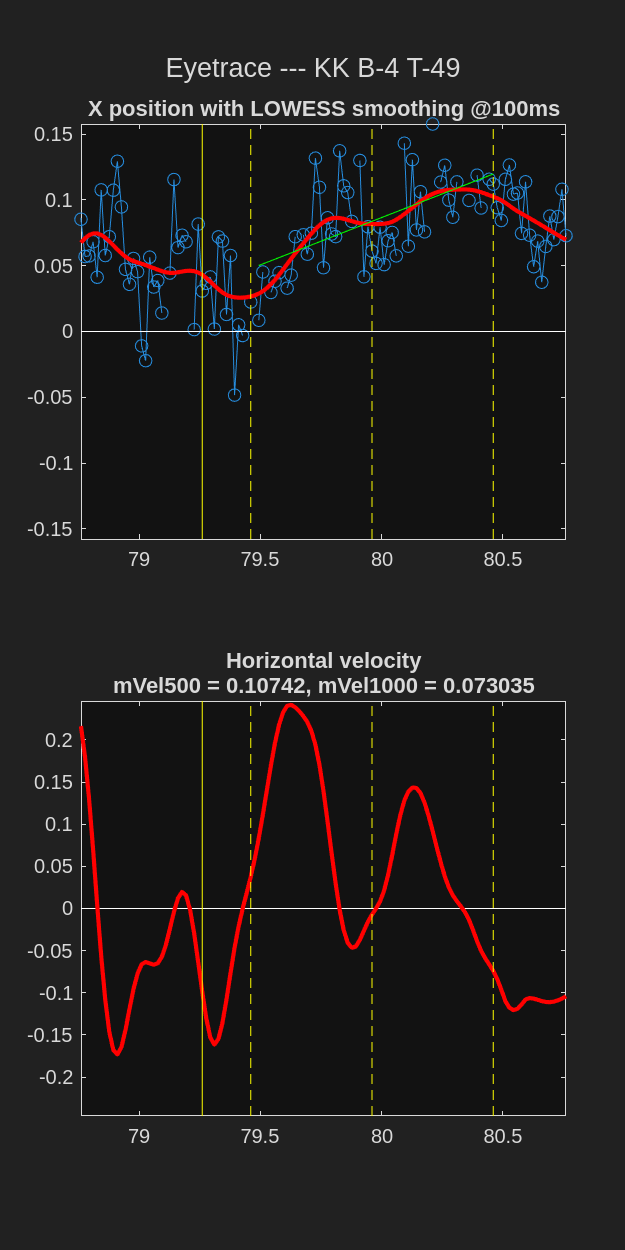 Eyetrace --- KK B-4 T-49
X position with LOWESS smoothing @100ms
0.15
0.1
0.05
0
-0.05
-0.1
-0.15
79 79.5 80 80.5
Horizontal velocity
mVel500 = 0.10742, mVel1000 = 0.073035
0.2
0.15
0.1
0.05
0
-0.05
-0.1
-0.15
-0.2
79 79.5 80 80.5